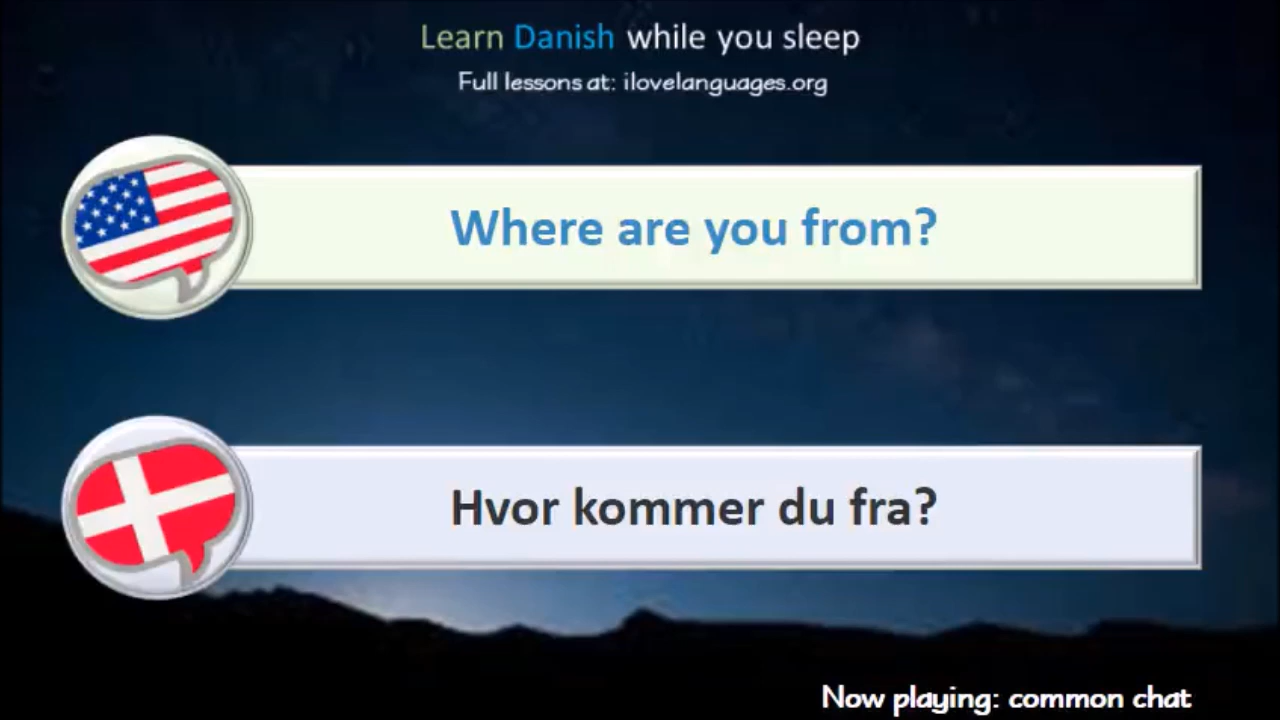 Learn Danish while you sleep
Full lessons at: ilovelanguages.org
Where are you from?
Hvor kommer du fra?
Now playing: common chat